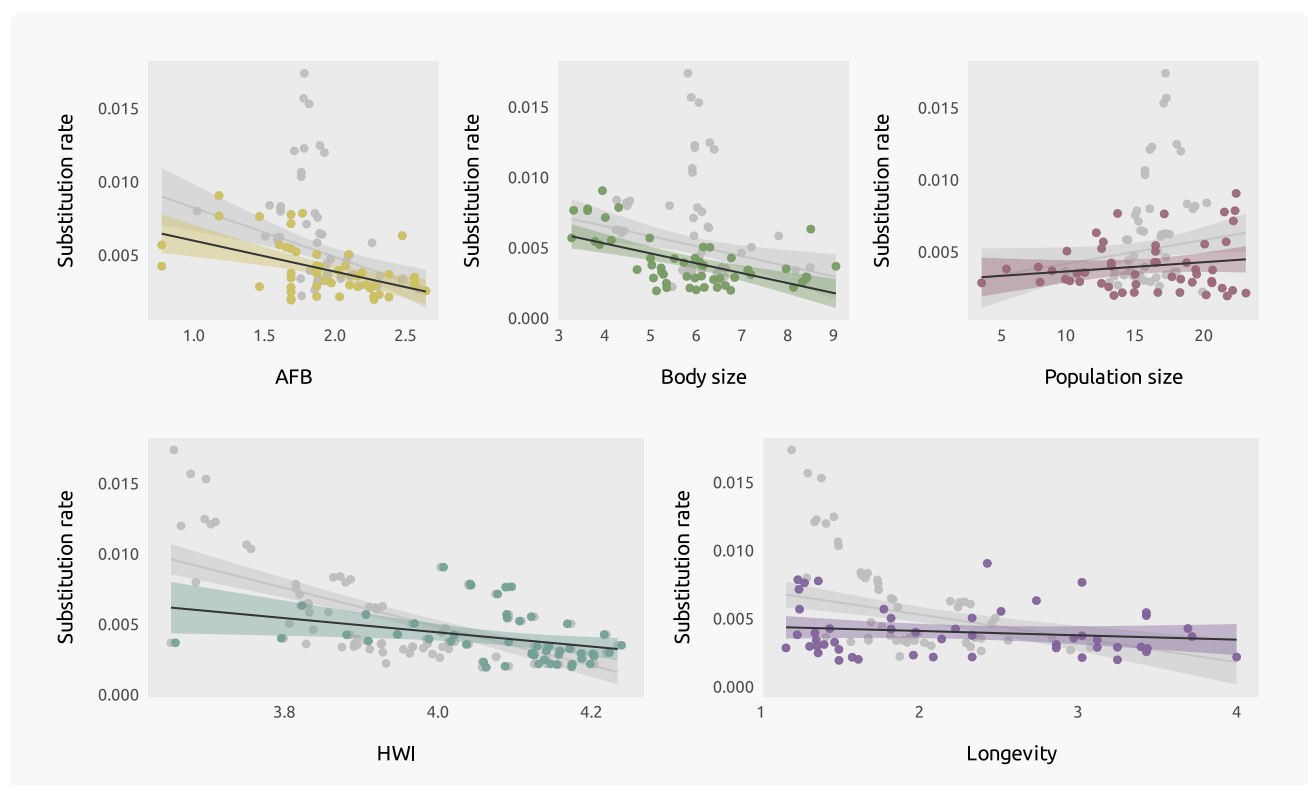 Substitution rate
0.015
0.010
0.005
1.0 1.5 2.0 2.5
AFB
Substitution rate
0.015
0.010
0.005
0.000
3 4 5 6 7 8 9
Body size
Substitution rate
0.015
0.010
0.005
5 10 15 20
Population size
Substitution rate
0.015
0.010
0.005
0.000
3.8 4.0 4.2
HWI
Substitution rate
0.015
0.010
0.005
0.000
1 2 3 4
Longevity